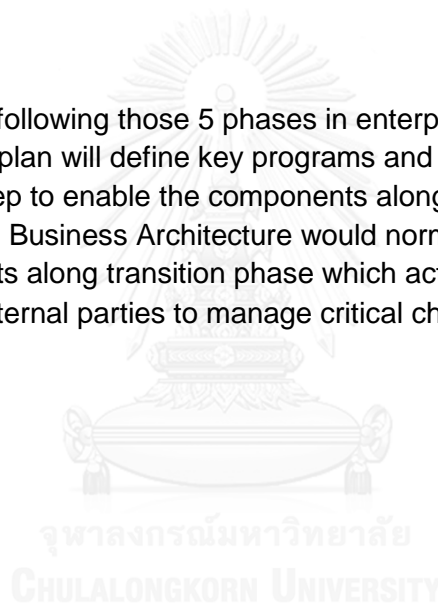 following those 5 phases in enterp
plan will define key programs and
ep to enable the components along
Business Architecture would norm
ts along transition phase which act
ternal parties to manage critical ch
จุฬาลงกรณ์มหาวิทยาลัย
CHULALONGKORN UNIVERSITY